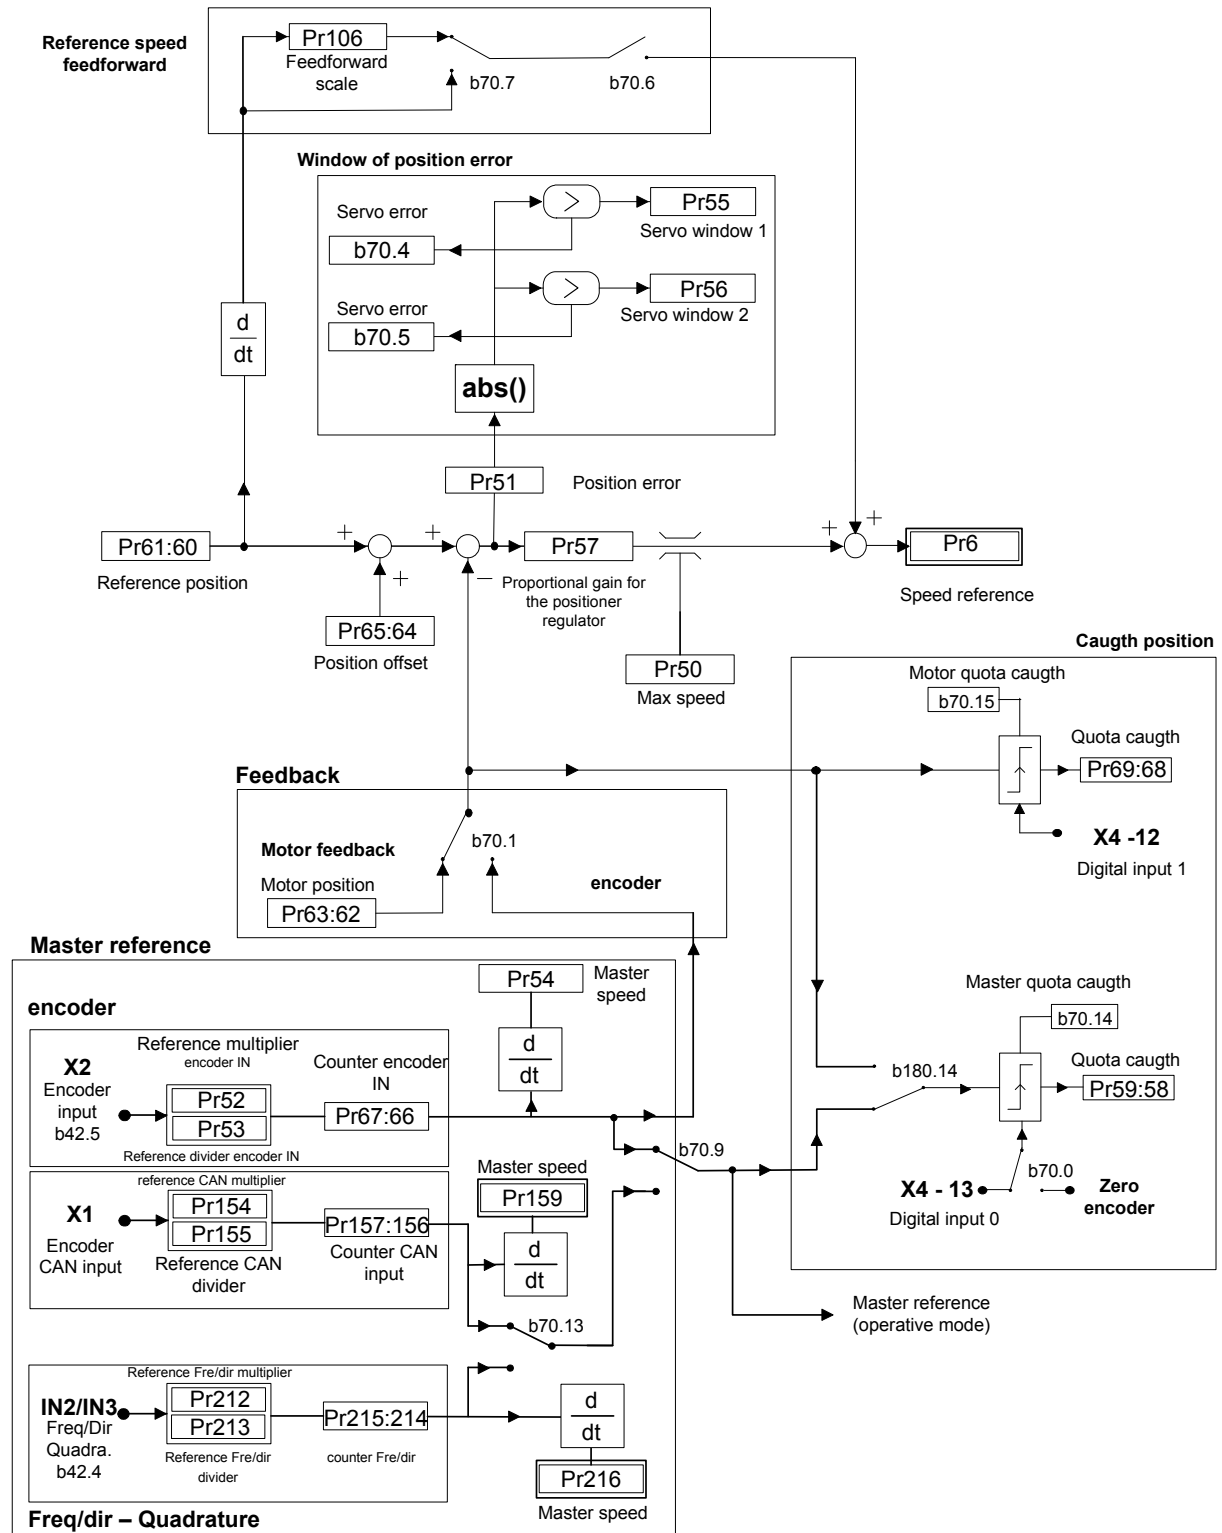 Reference speed
feedforward
Pr106
Feedforward
scale
b70.7
b70.6
Window of position error
Servo error
b70.4
>
Pr55
Servo window 1
Servo error
b70.5
>
Pr56
Servo window 2
d
dt
abs()
Pr51
Position error
Pr61:60
Reference position
+
+
Pr65:64
Position offset
+
−
Pr57
Proportional gain for
the positioner
regulator
Pr50
Max speed
+
+
Pr6
Speed reference
Caugth position
Motor quota caugth
b70.15
Quota caugth
Pr69:68
X4 -12
Digital input 1
Feedback
Motor feedback
Motor position
Pr63:62
b70.1
encoder
Master reference
encoder
Pr54
Master
speed
d
dt
X2
Encoder
input
b42.5
Reference multiplier
encoder IN
Pr52
Pr53
Reference divider encoder IN
Counter encoder
IN
Pr67:66
b70.9
Master quota caugth
b70.14
b180.14
Quota caugth
Pr59:58
X4 - 13
Digital input 0
b70.0
Zero
encoder
X1
Encoder
CAN input
reference CAN multiplier
Pr154
Pr155
Reference CAN
divider
Pr157:156
Counter CAN
input
Master speed
Pr159
d
dt
b70.13
Master reference
(operative mode)
IN2/IN3
Freq/Dir
Quadra.
b42.4
Reference Fre/dir multiplier
Pr212
Pr213
Reference Fre/dir
divider
Pr215:214
counter Fre/dir
d
dt
Pr216
Master speed
Freq/dir – Quadrature